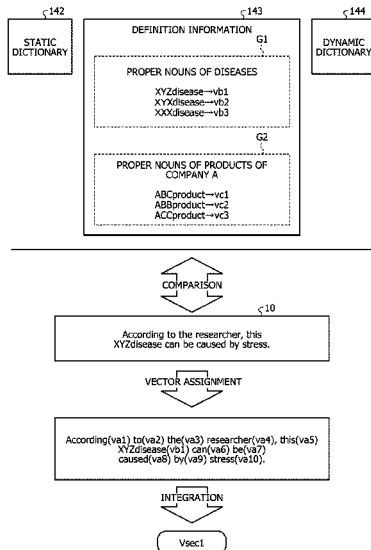 142
143
144
STATIC
DICTIONARY
DEFINITION INFORMATION
G1
PROPER NOUNS OF DISEASES
XYZdisease→vb1
XYXdisease→vb2
XXXdisease→vb3
G2
PROPER NOUNS OF PRODUCTS OF
COMPANY A
ABCproduct→vc1
ABBproduct→vc2
ACCproduct→vc3
DYNAMIC
DICTIONARY
COMPARISON
10
According to the researcher, this
XYZdisease can be caused by stress.
VECTOR ASSIGNMENT
According(va1) to(va2) the(va3) researcher(va4), this(va5)
XYZdisease(vb1) can(va6) be(va7)
caused(va8) by(va9) stress(va10).
INTEGRATION
Vsec1